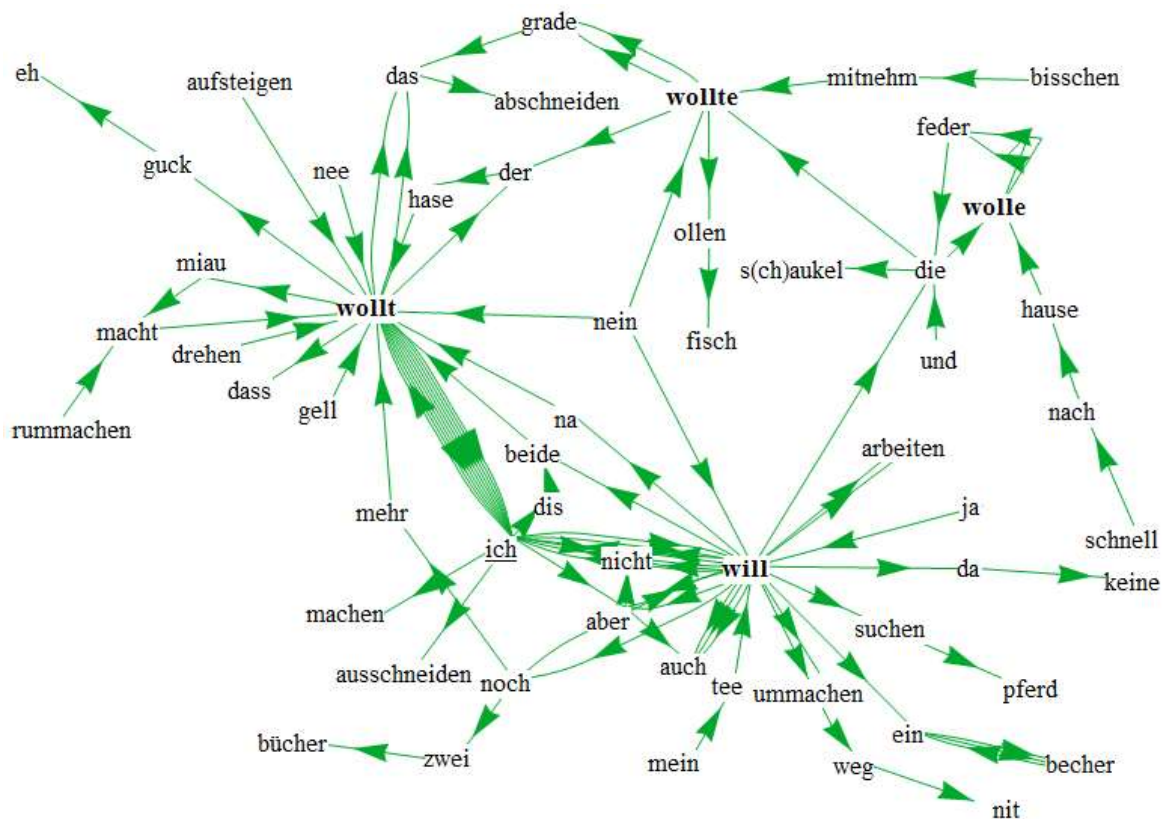 grade
eh
aufsteigen
das
abschneiden
wollte
mitnehm
bisschen
feder
guck
nee
der
hase
wolle
ollen
miau
s(ch)aukel
die
wollt
macht
nein
hause
drehen
fisch
und
dass
gell
na
nach
rummachen
beide
arbeiten
mehr
dis
ja
schnell
ich
nicht
will
da
keine
machen
aber
suchen
ausschneiden
noch
auch
tee
ummachen
pferd
bücher
zwei
mein
weg
ein
becher
nit